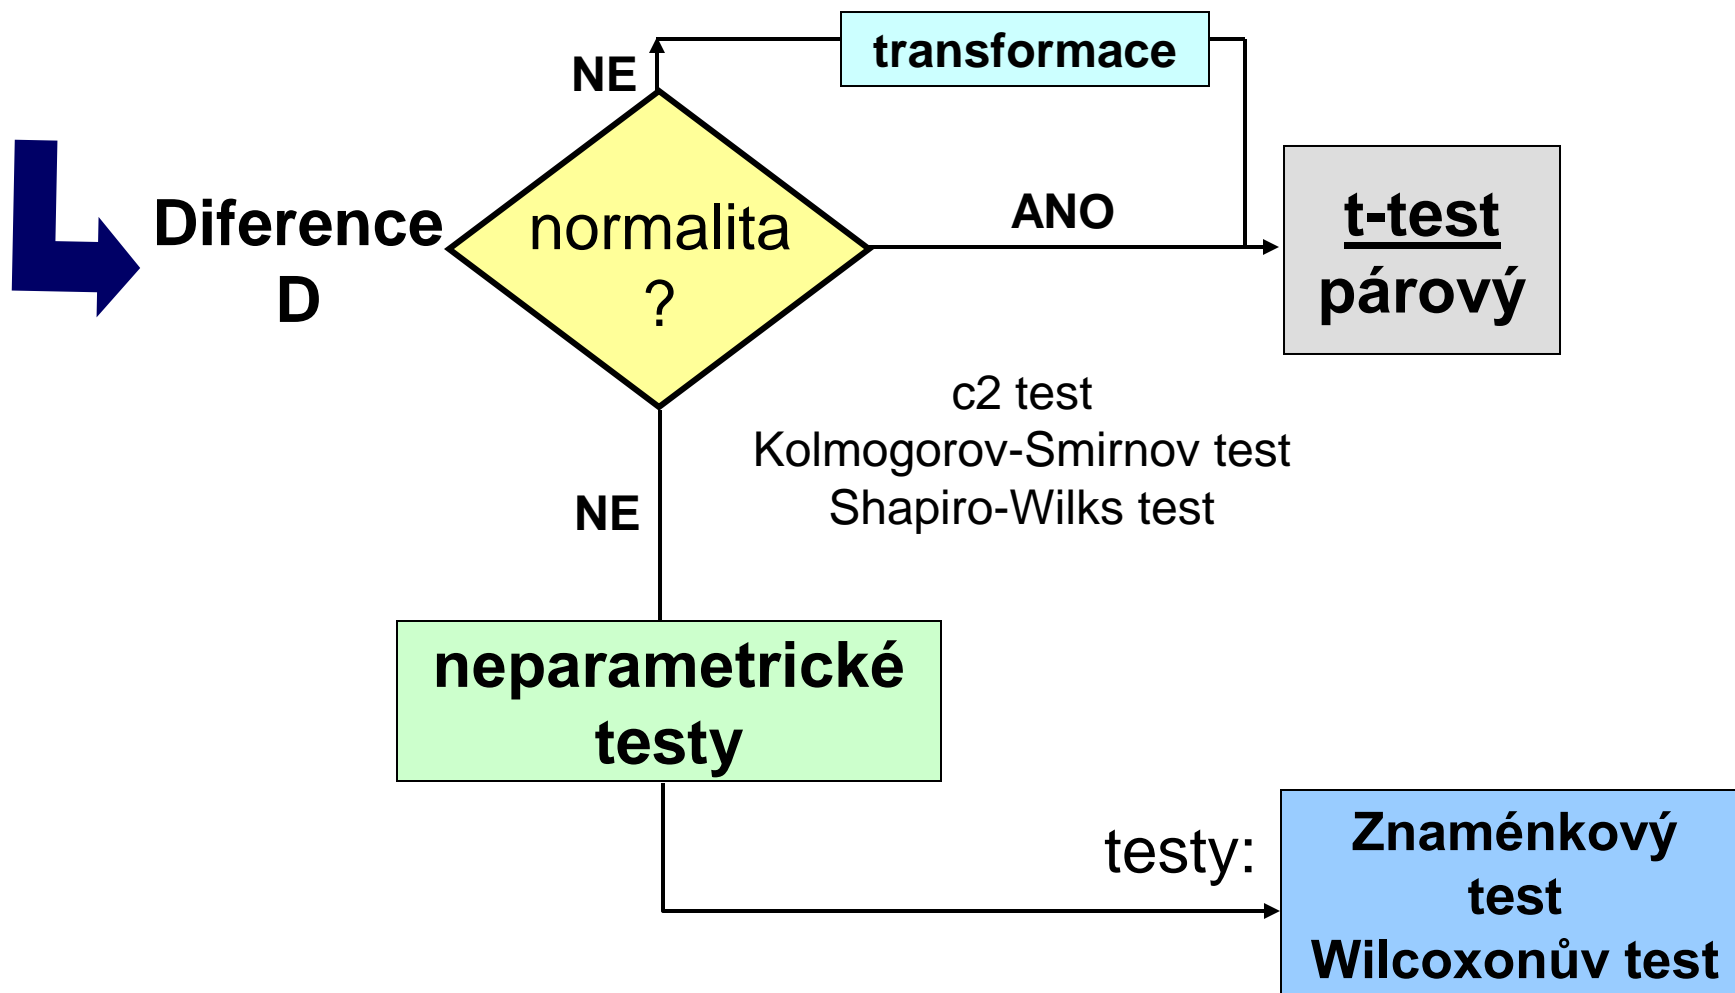 transformace
NE
Diference
D
normalita
?
ANO
t-test
párový
c2 test
Kolmogorov-Smirnov test
Shapiro-Wilks test
NE
neparametrické
testy
testy:
Znaménkový
test
Wilcoxonův test